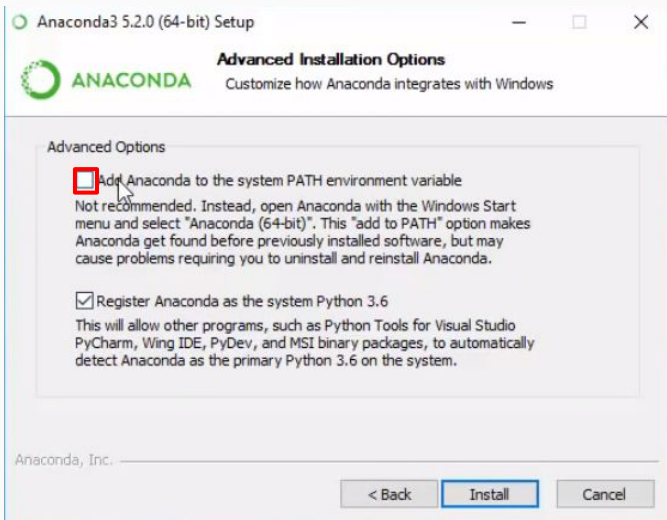 Anaconda3 5.2.0 (64-bit) Setup
ANACONDA
Advanced Installation Options
Customize how Anaconda integrates with Windows
Advanced Options
Add Anaconda to the system PATH environment variable
Not recommended. Instead, open Anaconda with the Windows Start
menu and select "Anaconda (64-bit)". This "add to PATH" option makes
Anaconda get found before previously installed software, but may
cause problems requiring you to uninstall and reinstall Anaconda.
Register Anaconda as the system Python 3.6
This will allow other programs, such as Python Tools for Visual Studio
PyCharm, Wing IDE, PyDev, and MSI binary packages, to automatically
detect Anaconda as the primary Python 3.6 on the system.
Anaconda, Inc.
< Back Install Cancel